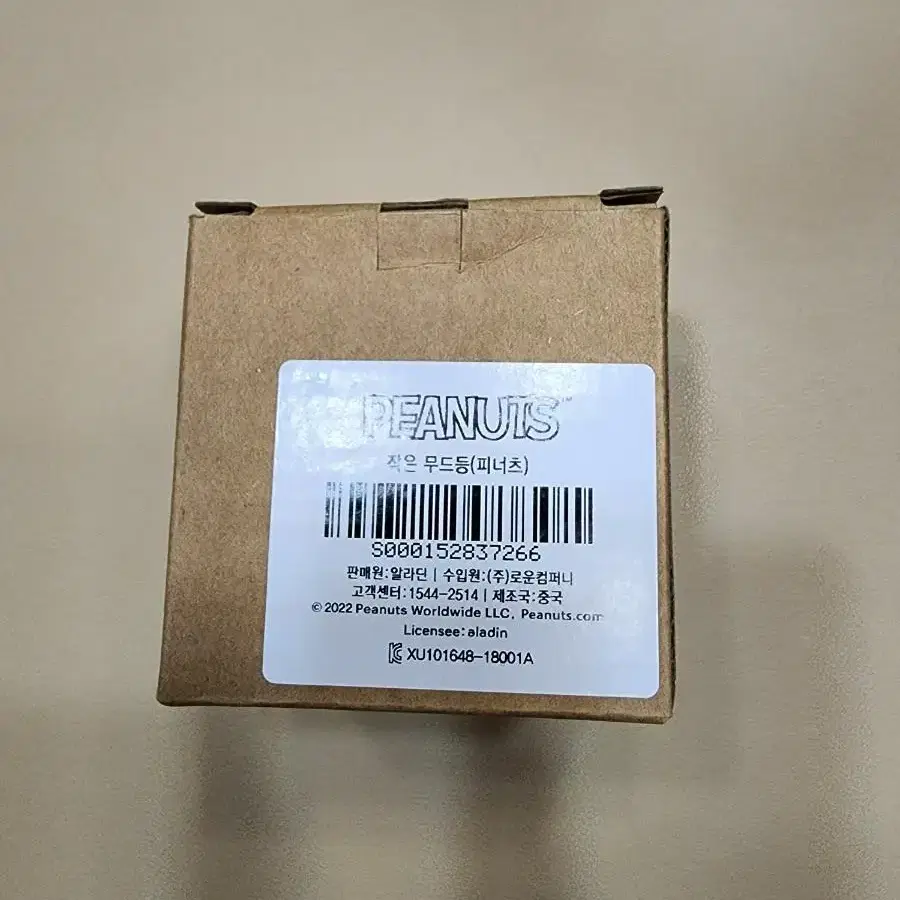 PEANUTS™
작은 무드등(피너츠)
S000152837266
판매원:알라딘 | 수입원:(주)로운컴퍼니
고객센터:1544-2514 | 제조국:중국
© 2022 Peanuts Worldwide LLC, Peanuts.com
Licensee: aladin
XU101648-18001A